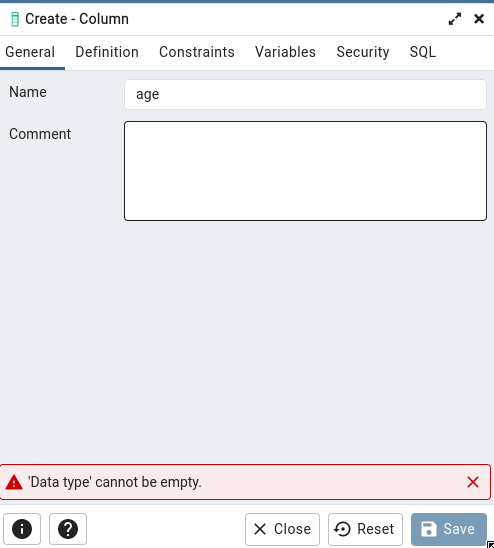 Create - Column
General Definition Constraints Variables Security SQL
Name age
Comment
'Data type' cannot be empty.
Close Reset Save